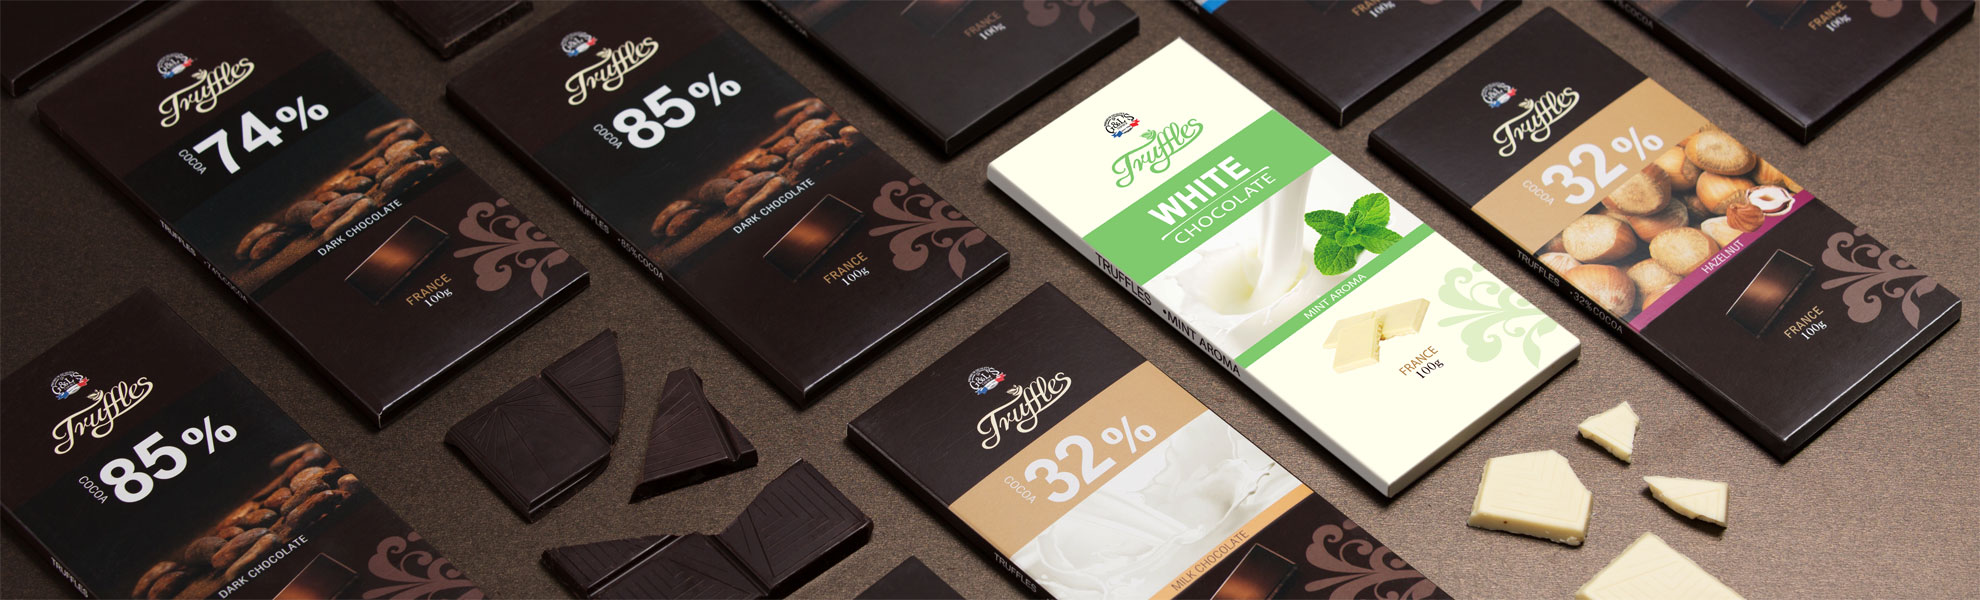 G&L'S
Truffles
COCOA
74%
DARK CHOCOLATE
FRANCE
100g
TRUFFLES
•74%COCOA
G&L'S
Truffles
COCOA
85%
DARK CHOCOLATE
FRANCE
100g
TRUFFLES
•85%COCOA
FRANCE
100g
FRANCE
100g
G&L'S
Truffles
WHITE
CHOCOLATE
MINT AROMA
FRANCE
100g
TRUFFLES
•MINT AROMA
G&L'S
Truffles
COCOA
32%
HAZELNUT
FRANCE
100g
TRUFFLES
•32%COCOA
G&L'S
Truffles
COCOA
85%
DARK CHOCOLATE
TRUFFLES
G&L'S
Truffles
COCOA
32%
MILK CHOCOLATE
TRUFFLES